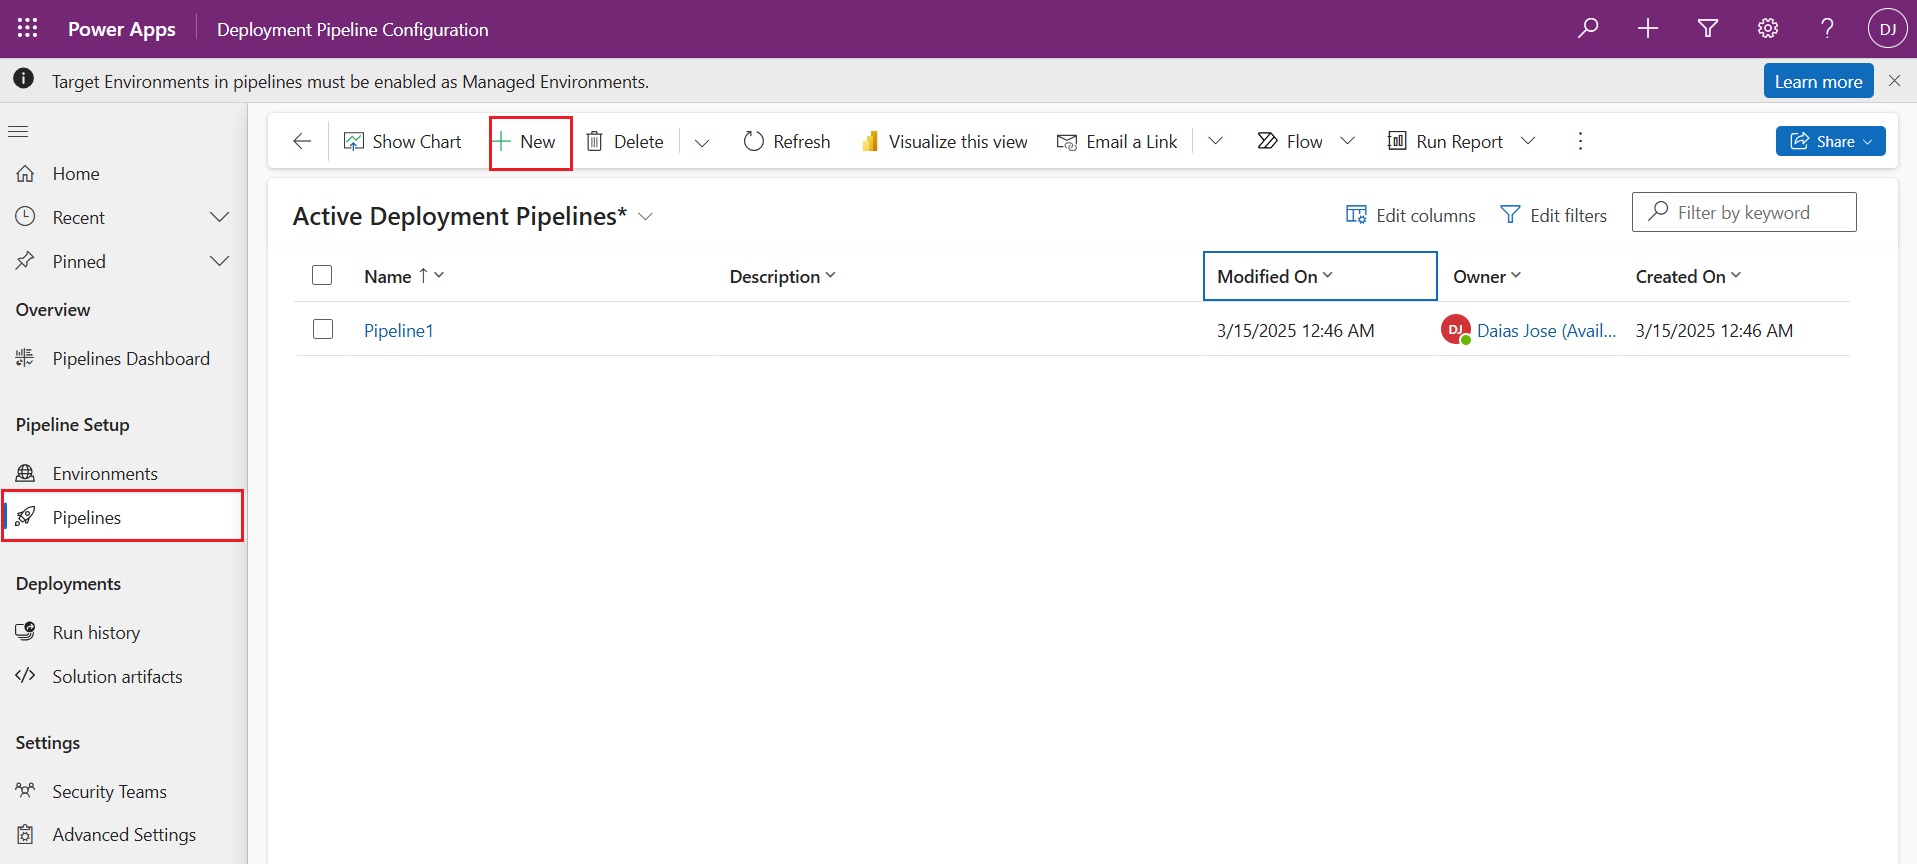 Power Apps Deployment Pipeline Configuration DJ
Target Environments in pipelines must be enabled as Managed Environments. Learn more
Show Chart New Delete Refresh Visualize this view Email a Link Flow Run Report Share
Home
Recent
Pinned
Overview
Pipelines Dashboard
Pipeline Setup
Environments
Pipelines
Deployments
Run history
Solution artifacts
Settings
Security Teams
Advanced Settings
Active Deployment Pipelines* Edit columns Edit filters Filter by keyword
Name Description Modified On Owner Created On
Pipeline1 3/15/2025 12:46 AM DJ Daias Jose (Avail... 3/15/2025 12:46 AM